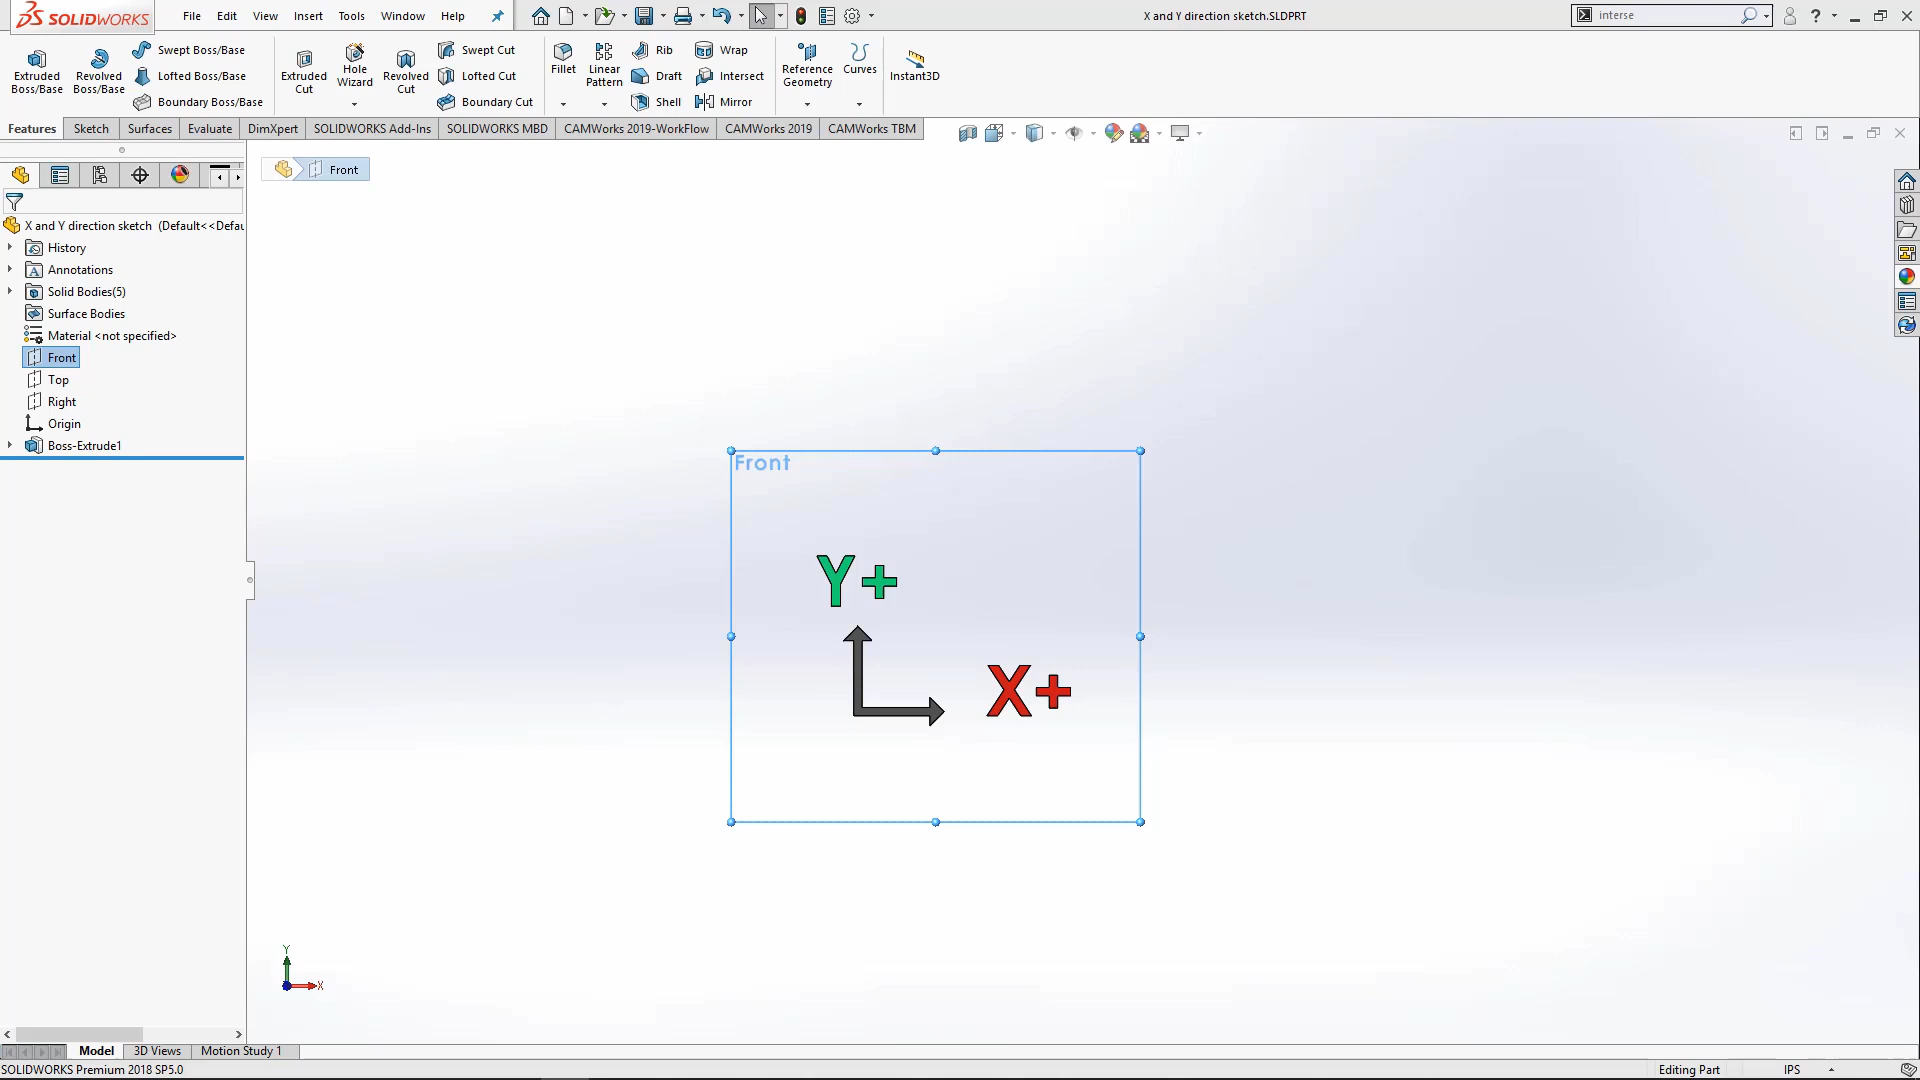 SOLIDWORKS File Edit View Insert Tools Window Help X and Y direction sketch.SLDPRT interse ?
Extruded Boss/Base
Revolved Boss/Base
Swept Boss/Base
Lofted Boss/Base
Boundary Boss/Base
Extruded Cut
Hole Wizard
Revolved Cut
Swept Cut
Lofted Cut
Boundary Cut
Fillet
Linear Pattern
Rib
Draft
Shell
Wrap
Intersect
Mirror
Reference Geometry
Curves
Instant3D
Features Sketch Surfaces Evaluate DimXpert SOLIDWORKS Add-Ins SOLIDWORKS MBD CAMWorks 2019-WorkFlow CAMWorks 2019 CAMWorks TBM
Front
X and Y direction sketch (Default<<Defau
History
Annotations
Solid Bodies(5)
Surface Bodies
Material <not specified>
Front
Top
Right
Origin
Boss-Extrude1
Front
Y+
X+
Y
X
Model 3D Views Motion Study 1
SOLIDWORKS Premium 2018 SP5.0 Editing Part IPS